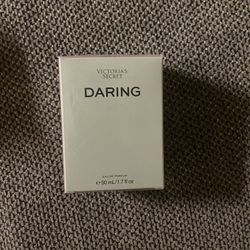 VICTORIA'S
SECRET
DARING
EAU DE PARFUM
℮ 50 mL/1.7 fl oz